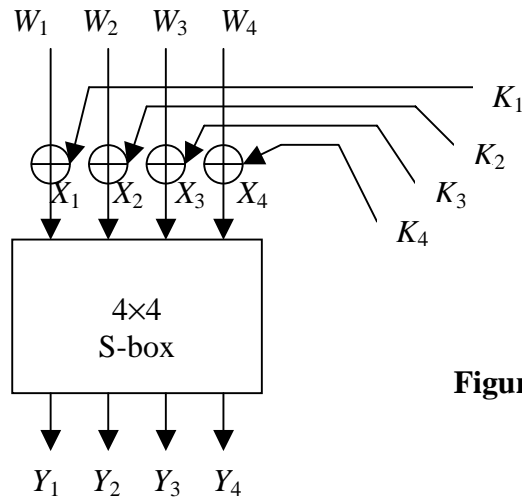 W1 W2 W3 W4
K1
K2
X1 X2 X3 X4
K3
K4
4×4
S-box
Figur
Y1 Y2 Y3 Y4